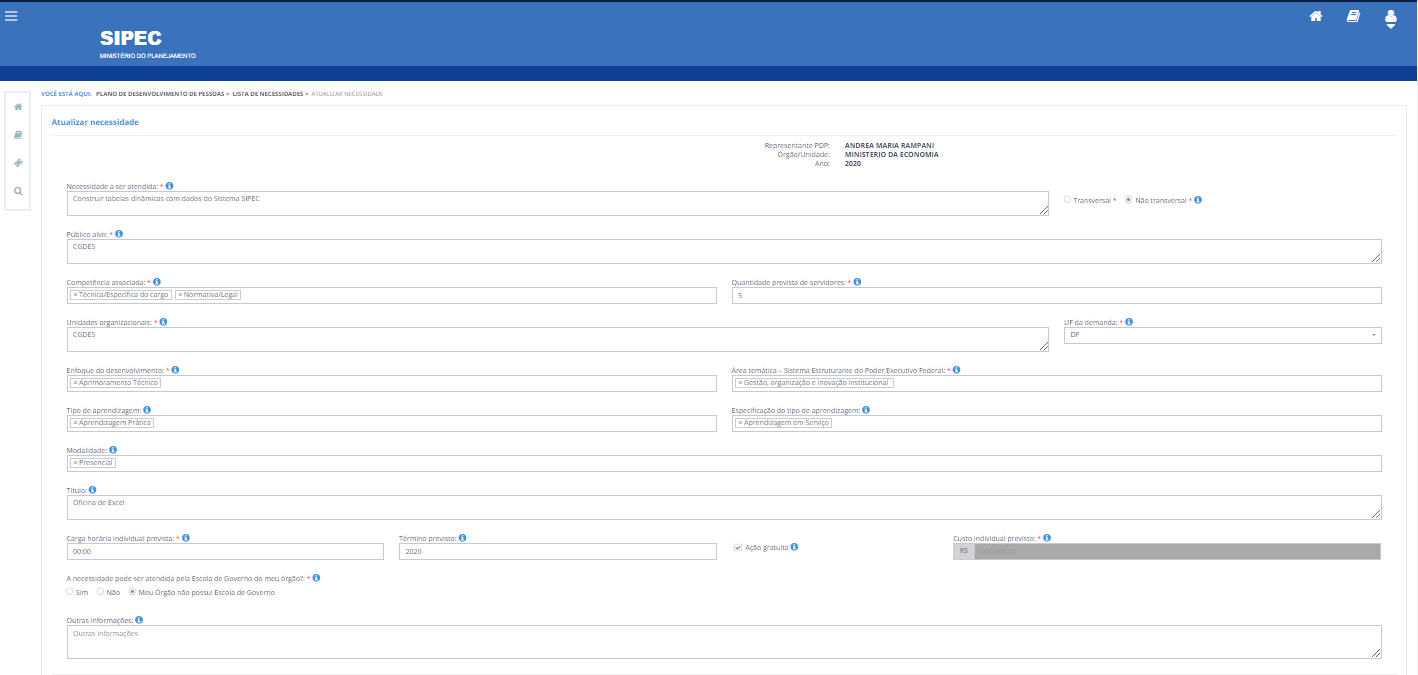 SIPEC
MINISTÉRIO DO PLANEJAMENTO
VOCÊ ESTÁ AQUI: PLANO DE DESENVOLVIMENTO DE PESSOAS > LISTA DE NECESSIDADES > ATUALIZAR NECESSIDADE
Atualizar necessidade
Representante PDP: ANDREA MARIA RAMPANI
Órgão/Unidade: MINISTERIO DA ECONOMIA
Ano: 2020
Necessidade a ser atendida: *
Construir tabelas dinâmicas com dados do Sistema SIPEC
Transversal * Não transversal *
Público alvo: *
CGDES
Competência associada: * Quantidade prevista de servidores: *
× Técnica/Específica do cargo × Normativa/Legal 5
Unidades organizacionais: * UF da demanda: *
CGDES DF
Enfoque do desenvolvimento: * Área temática – Sistema Estruturante do Poder Executivo Federal: *
× Aprimoramento Técnico × Gestão, organização e inovação institucional
Tipo de aprendizagem: Especificação do tipo de aprendizagem:
× Aprendizagem Prática × Aprendizagem em Serviço
Modalidade:
× Presencial
Título:
Oficina de Excel
Carga horária individual prevista: * Término previsto: Custo individual previsto: *
00:00 2020 Ação gratuita R$
A necessidade pode ser atendida pela Escola de Governo do meu órgão?: *
Sim Não Meu Órgão não possui Escola de Governo
Outras informações:
Outras informações